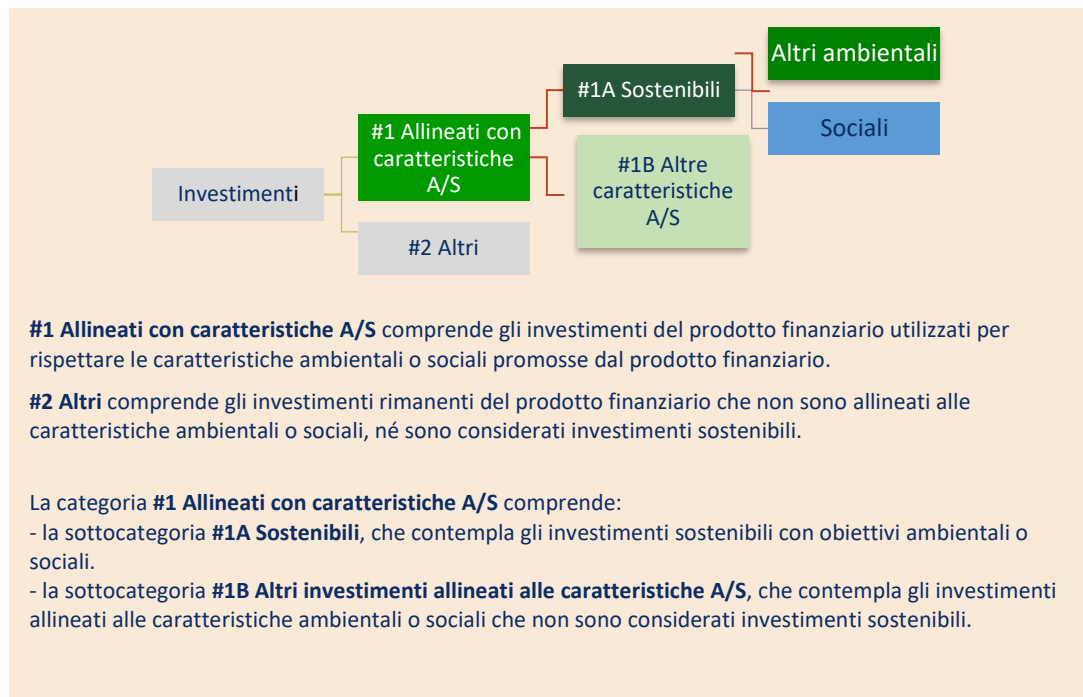 Altri ambientali
#1A Sostenibili
Sociali
#1 Allineati con
caratteristiche
A/S
#1B Altre
caratteristiche
A/S
Investimenti
#2 Altri
#1 Allineati con caratteristiche A/S comprende gli investimenti del prodotto finanziario utilizzati per
rispettare le caratteristiche ambientali o sociali promosse dal prodotto finanziario.
#2 Altri comprende gli investimenti rimanenti del prodotto finanziario che non sono allineati alle
caratteristiche ambientali o sociali, né sono considerati investimenti sostenibili.
La categoria #1 Allineati con caratteristiche A/S comprende:
- la sottocategoria #1A Sostenibili, che contempla gli investimenti sostenibili con obiettivi ambientali o
sociali.
- la sottocategoria #1B Altri investimenti allineati alle caratteristiche A/S, che contempla gli investimenti
allineati alle caratteristiche ambientali o sociali che non sono considerati investimenti sostenibili.